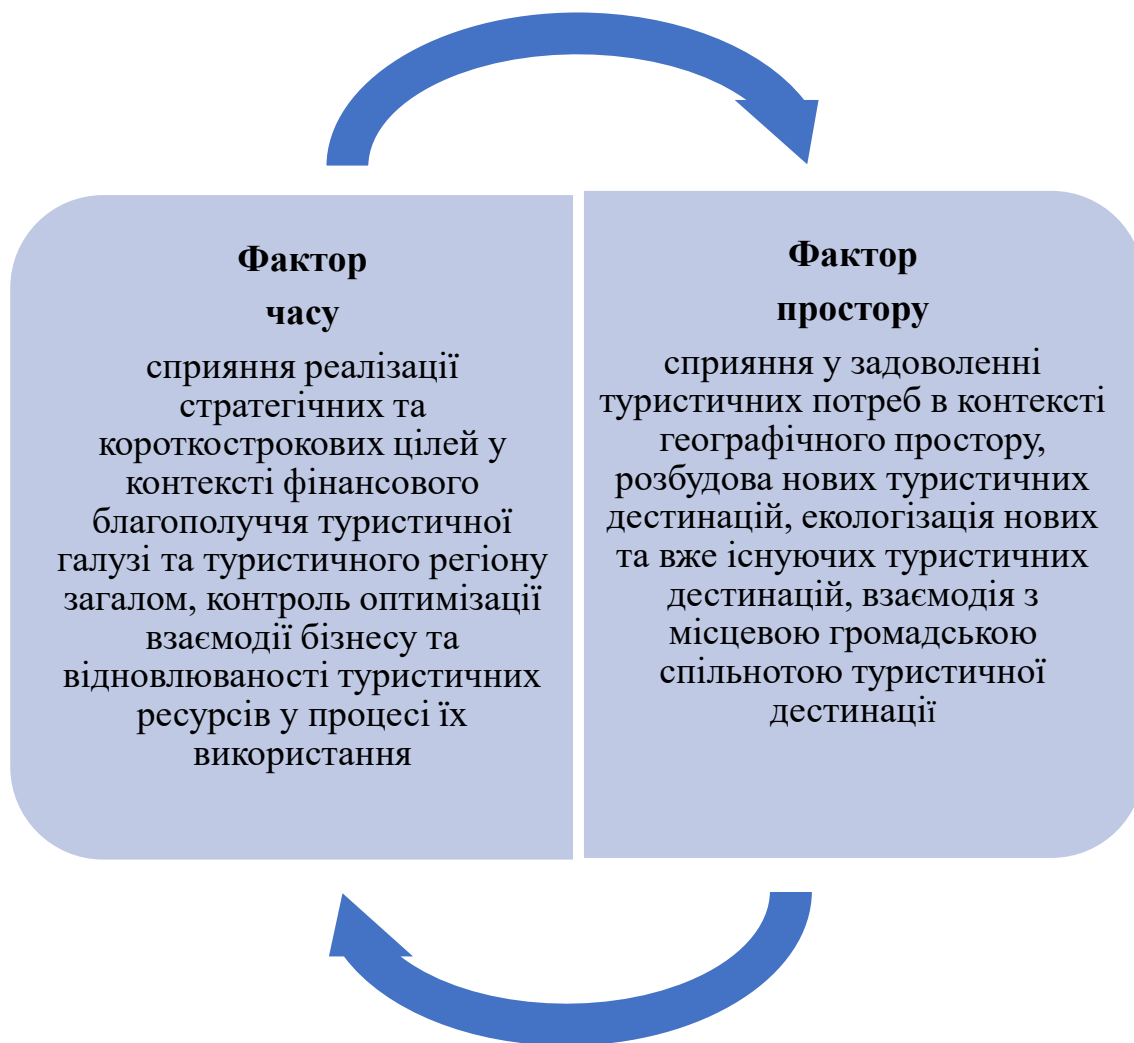 Фактор
часу
сприяння реалізації
стратегічних та
короткострокових цілей у
контексті фінансового
благополуччя туристичної
галузі та туристичного регіону
загалом, контроль оптимізації
взаємодії бізнесу та
відновлюваності туристичних
ресурсів у процесі їх
використання
Фактор
простору
сприяння у задоволенні
туристичних потреб в контексті
географічного простору,
розбудова нових туристичних
дестинацій, екологізація нових
та вже існуючих туристичних
дестинацій, взаємодія з
місцевою громадською
спільнотою туристичної
дестинації